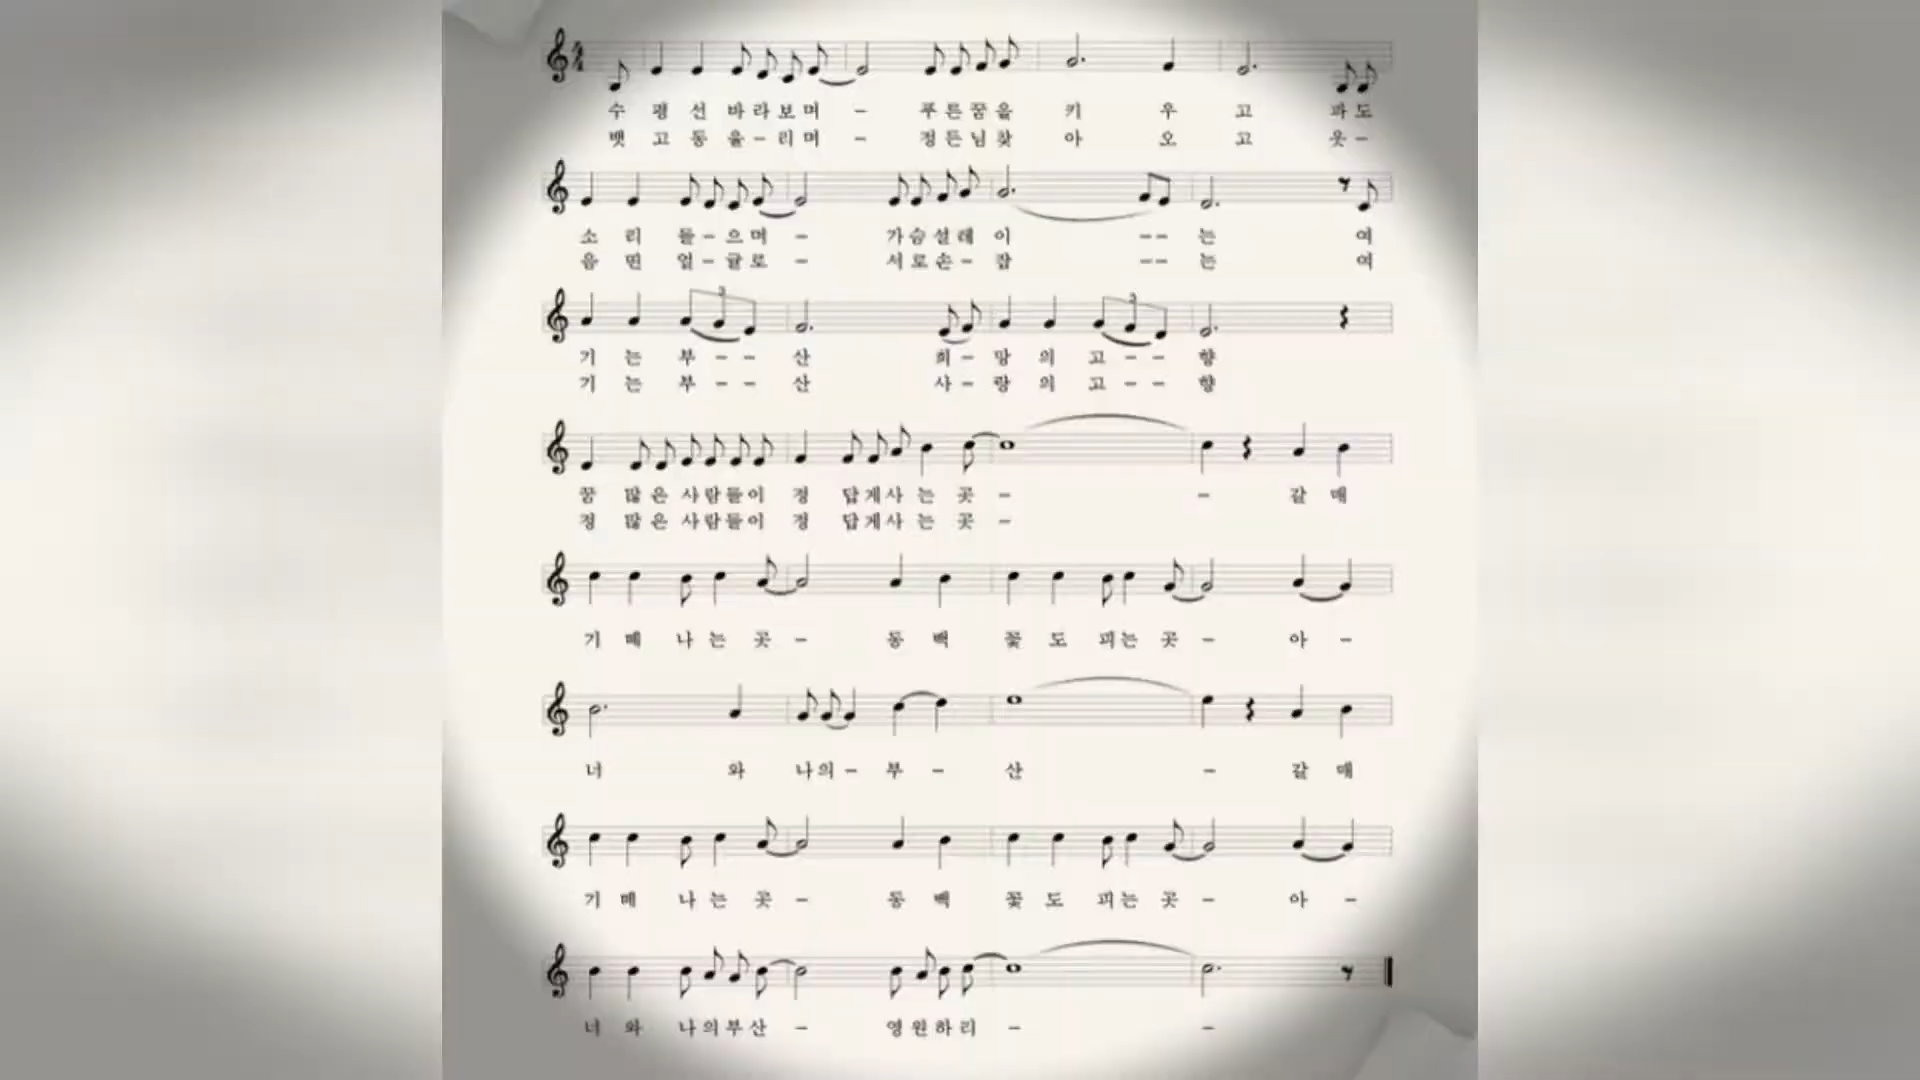 수 평 선 바 라 보 며 - 푸 른 꿈 을 키 우 고 파 도
뱃 고 동 울 - 리 며 - 정 든 님 찾 아 오 고 웃 -
소 리 들 - 으 며 - 가 슴 설 레 이 - - 는 여
음 띤 얼 - 굴 로 - 서 로 손 - 잡 - - 는 여
3 3
기 는 부 - - 산 희 - 망 의 고 - - 향
기 는 부 - - 산 사 - 랑 의 고 - - 향
꿈 많 은 사 람 들 이 정 답 게 사 는 곳 - - 갈 매
정 많 은 사 람 들 이 정 답 게 사 는 곳 -
기 떼 나 는 곳 - 동 백 꽃 도 피 는 곳 - 아 -
너 와 나 의 - 부 - 산 - 갈 매
기 떼 나 는 곳 - 동 백 꽃 도 피 는 곳 - 아 -
너 와 나 의 부 산 - 영 원 하 리 - -